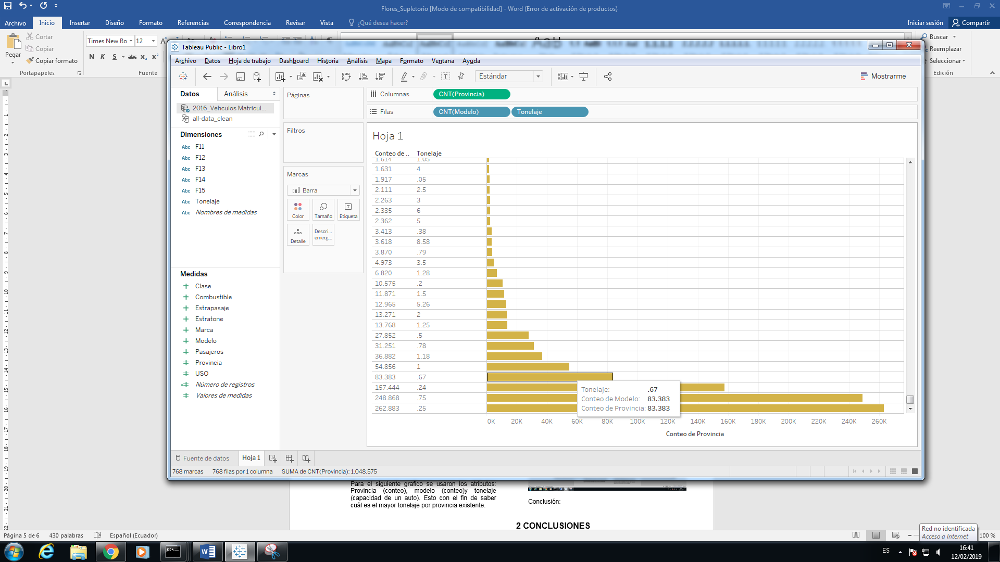 Flores_Supletorio [Modo de compatibilidad] - Word (Error de activación de productos)
Archivo Inicio Insertar Diseño Formato Referencias Correspondencia Revisar Vista ¿Qué desea hacer? Iniciar sesión Compartir
Pegar
Cortar
Copiar
Copiar formato
Portapapeles
Times New Ro 12
N K S abc x₂ x²
Fuente
Buscar
Reemplazar
Seleccionar
Edición
Tableau Public - Libro1
Archivo Datos Hoja de trabajo Dashboard Historia Análisis Mapa Formato Ventana Ayuda
Estándar
Mostrarme
Datos Análisis
2016_Vehculos Matricul...
all-data_clean
Dimensiones
Abc F11
Abc F12
Abc F13
Abc F14
Abc F15
Abc Tonelaje
Abc Nombres de medidas
Medidas
Clase
Combustible
Estrapasaje
Estratone
Marca
Modelo
Pasajeros
Provincia
USO
Número de registros
Valores de medidas
Páginas
Filtros
Marcas
Barra
Color Tamaño Etiqueta
Detalle Descri... emerg...
Columnas CNT(Provincia)
Filas CNT(Modelo) Tonelaje
Hoja 1
Conteo de .. Tonelaje
1.614 1.05
1.631 4
1.917 .05
2.111 2.5
2.263 3
2.335 6
2.362 5
3.413 .38
3.618 8.58
3.870 .79
4.973 3.5
6.820 1.28
10.575 .2
11.871 1.5
12.965 5.26
13.271 2
13.768 1.25
27.852 .5
31.251 .78
36.882 1.18
54.856 1
83.383 .67
157.444 .24
248.868 .75
262.883 .25
Tonelaje: .67
Conteo de Modelo: 83.383
Conteo de Provincia: 83.383
0K 20K 40K 60K 80K 100K 120K 140K 160K 180K 200K 220K 240K 260K
Conteo de Provincia
Fuente de datos Hoja 1
768 marcas 768 filas por 1 columna SUMA de CNT(Provincia): 1.048.575
Para el siguiente grafico se usaron los atributos:
Provincia (conteo), modelo (conteo)y tonelaje
(capacidad de un auto). Esto con el fin de saber
cuál es el mayor tonelaje por provincia existente.
Conclusión:
2 CONCLUSIONES
Red no identificada
Acceso a Internet
Página 5 de 6 430 palabras Español (Ecuador) 100 %
ES
16:41
12/02/2019